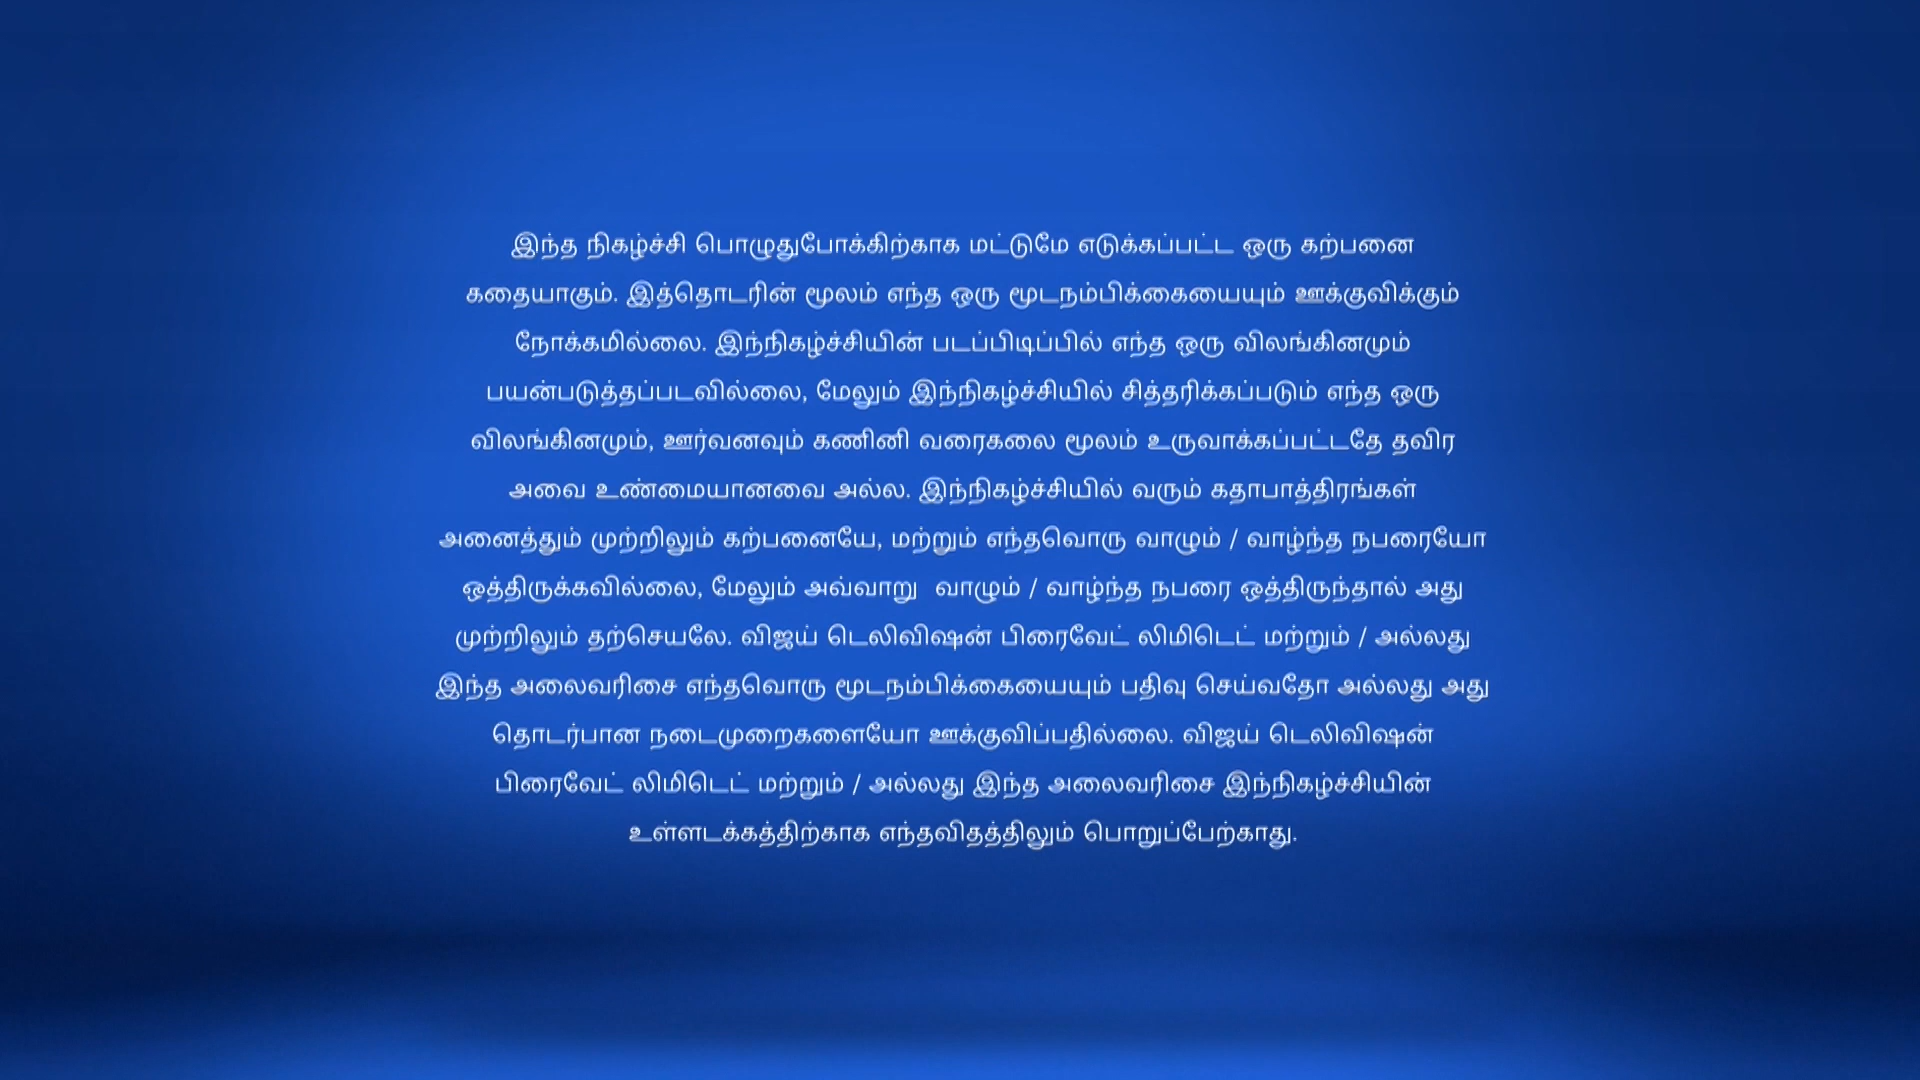 இந்த நிகழ்ச்சி பொழுதுபோக்கிற்காக மட்டுமே எடுக்கப்பட்ட ஒரு கற்பனை
கதையாகும். இத்தொடரின் மூலம் எந்த ஒரு மூடநம்பிக்கையையும் ஊக்குவிக்கும்
நோக்கமில்லை. இந்நிகழ்ச்சியின் படப்பிடிப்பில் எந்த ஒரு விலங்கினமும்
பயன்படுத்தப்படவில்லை, மேலும் இந்நிகழ்ச்சியில் சித்தரிக்கப்படும் எந்த ஒரு
விலங்கினமும், ஊர்வனவும் கணினி வரைகலை மூலம் உருவாக்கப்பட்டதே தவிர
அவை உண்மையானவை அல்ல. இந்நிகழ்ச்சியில் வரும் கதாபாத்திரங்கள்
அனைத்தும் முற்றிலும் கற்பனையே, மற்றும் எந்தவொரு வாழும் / வாழ்ந்த நபரையோ
ஒத்திருக்கவில்லை, மேலும் அவ்வாறு வாழும் / வாழ்ந்த நபரை ஒத்திருந்தால் அது
முற்றிலும் தற்செயலே. விஜய் டெலிவிஷன் பிரைவேட் லிமிடெட் மற்றும் / அல்லது
இந்த அலைவரிசை எந்தவொரு மூடநம்பிக்கையையும் பதிவு செய்வதோ அல்லது அது
தொடர்பான நடைமுறைகளையோ ஊக்குவிப்பதில்லை. விஜய் டெலிவிஷன்
பிரைவேட் லிமிடெட் மற்றும் / அல்லது இந்த அலைவரிசை இந்நிகழ்ச்சியின்
உள்ளடக்கத்திற்காக எந்தவிதத்திலும் பொறுப்பேற்காது.